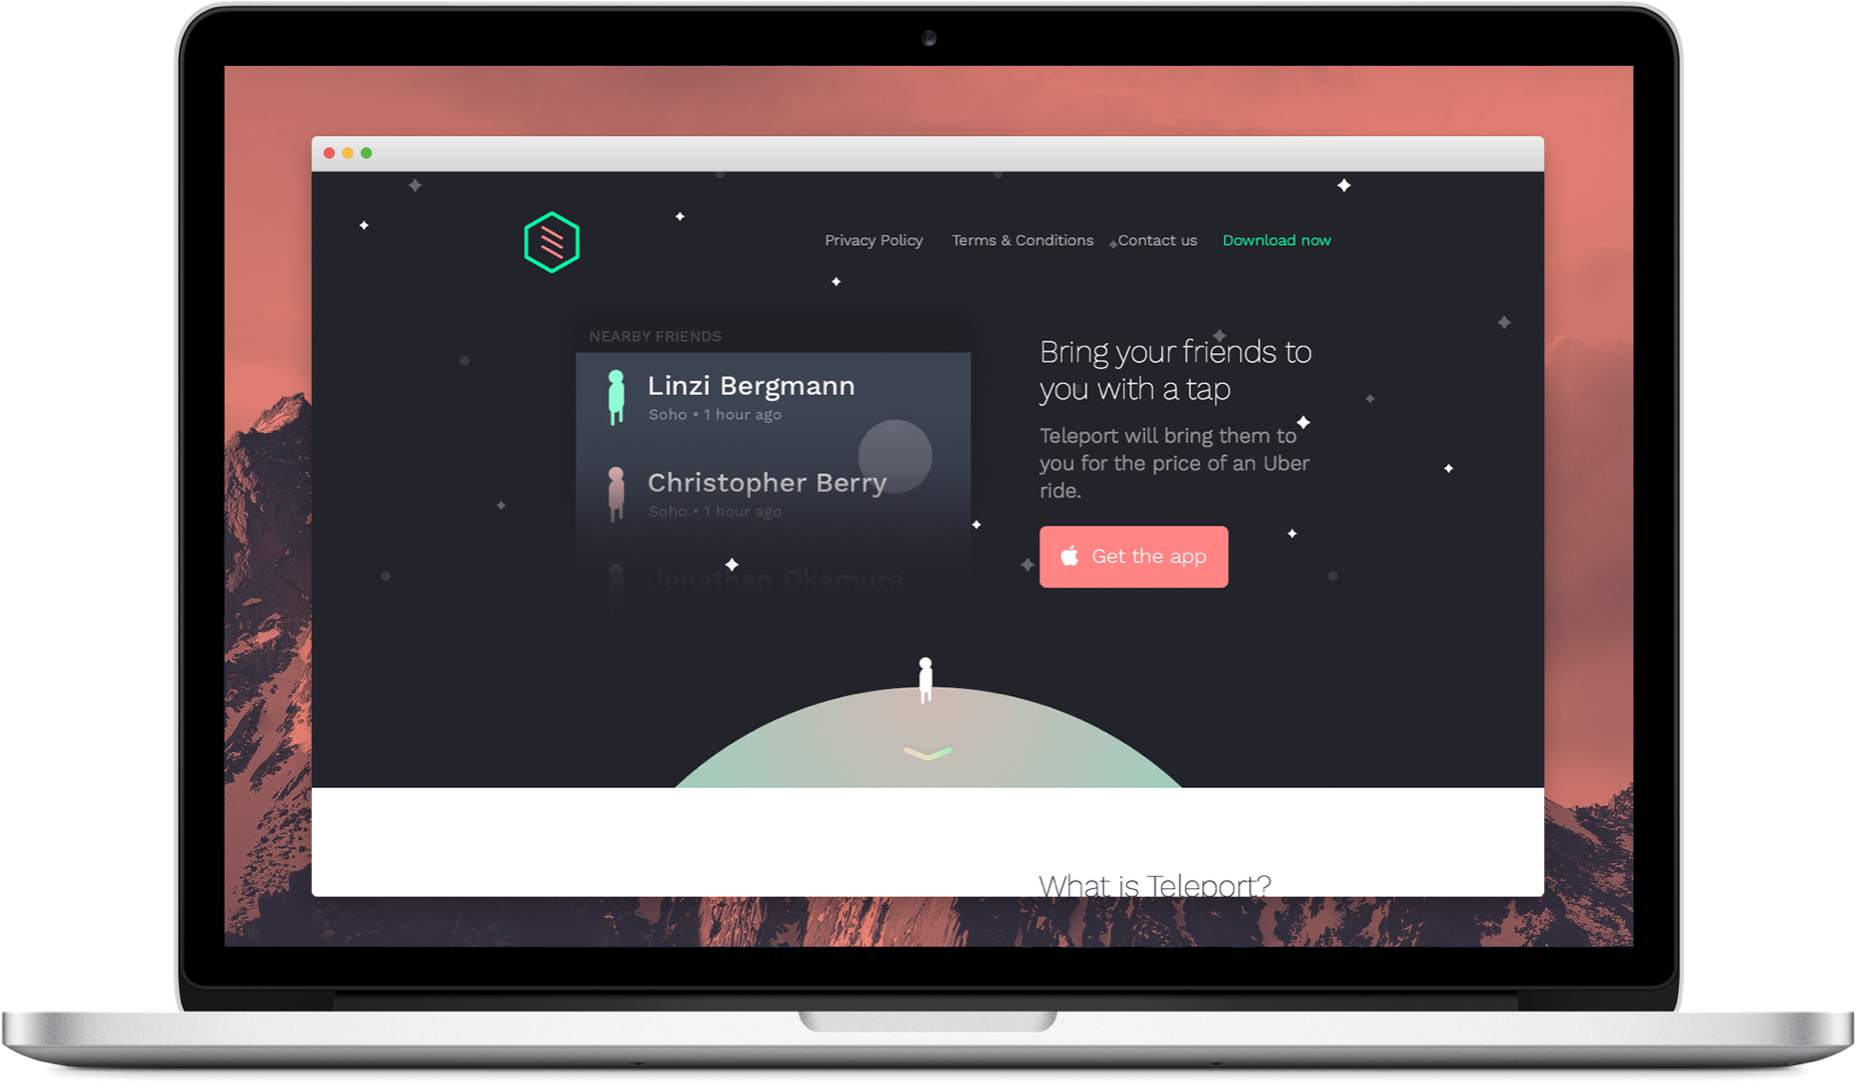 Privacy Policy
Terms & Conditions
Contact us
Download now
NEARBY FRIENDS
Linzi Bergmann
Soho • 1 hour ago
Christopher Berry
Soho • 1 hour ago
Jonathan Okamura
Bring your friends to
you with a tap
Teleport will bring them to
you for the price of an Uber
ride.
Get the app
What is Teleport?